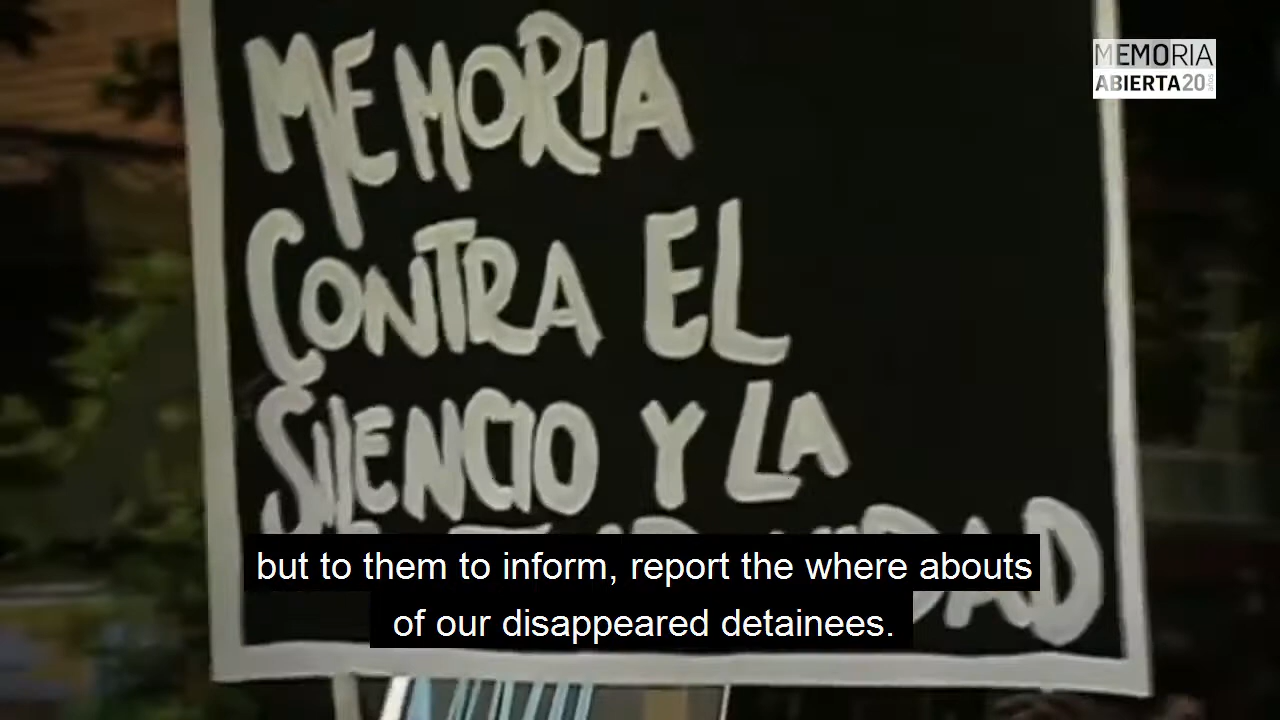 MEMORIA
ABIERTA20
MEMORIA
CONTRA EL
SILENCIO Y LA
but to them to inform, report the where abouts
of our disappeared detainees.